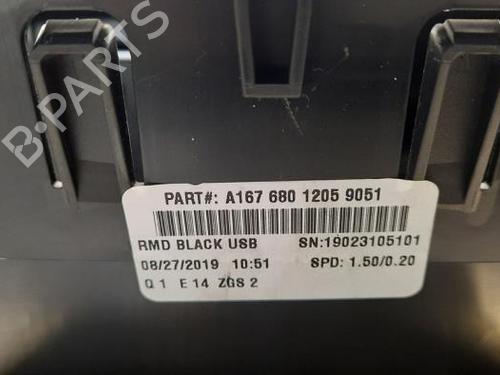 B-PARTS
PART#: A167 680 1205 9051
RMD BLACK USB SN:19023105101
08/27/2019 10:51 SPD: 1.50/0.20
Q 1 E 14 ZGS 2